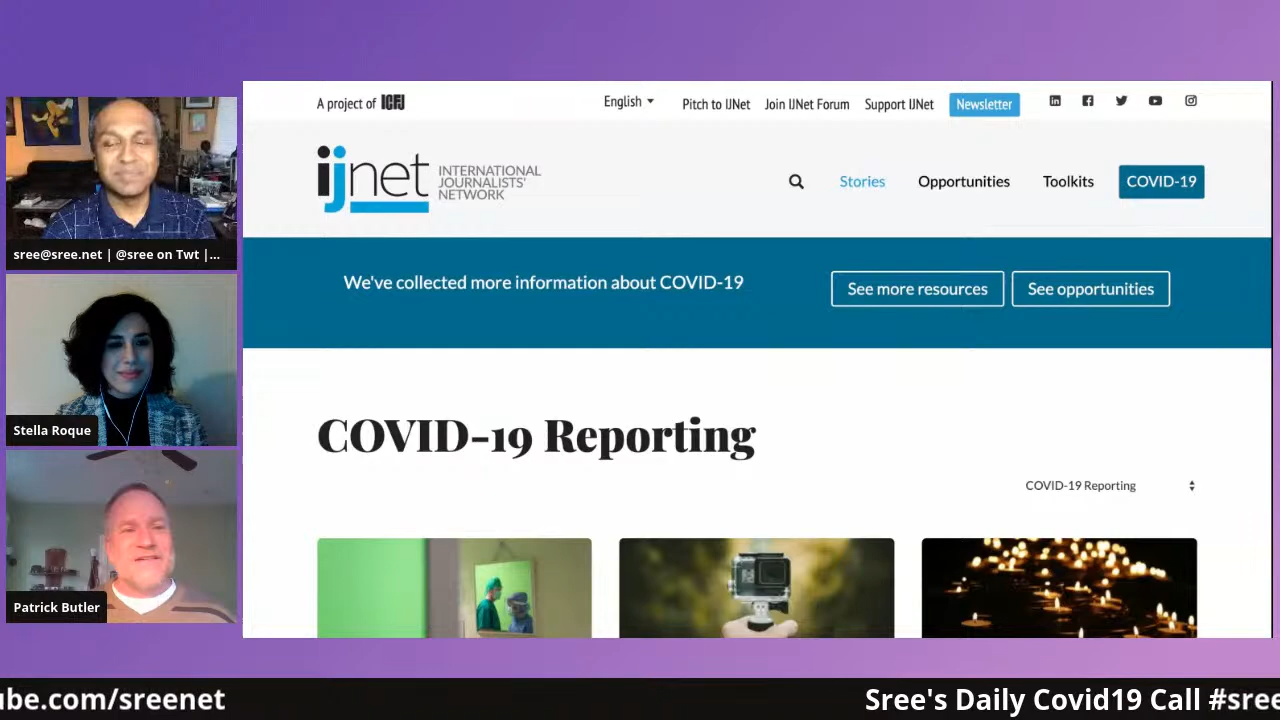 sree@sree.net | @sree on Twt |...
Stella Roque
Patrick Butler
A project of ICFJ
English
Pitch to IJNet
Join IJNet Forum
Support IJNet
Newsletter
ijnet
INTERNATIONAL
JOURNALISTS'
NETWORK
Stories
Opportunities
Toolkits
COVID-19
We've collected more information about COVID-19
See more resources
See opportunities
COVID-19 Reporting
COVID-19 Reporting
ube.com/sreenet
Sree's Daily Covid19 Call #sree